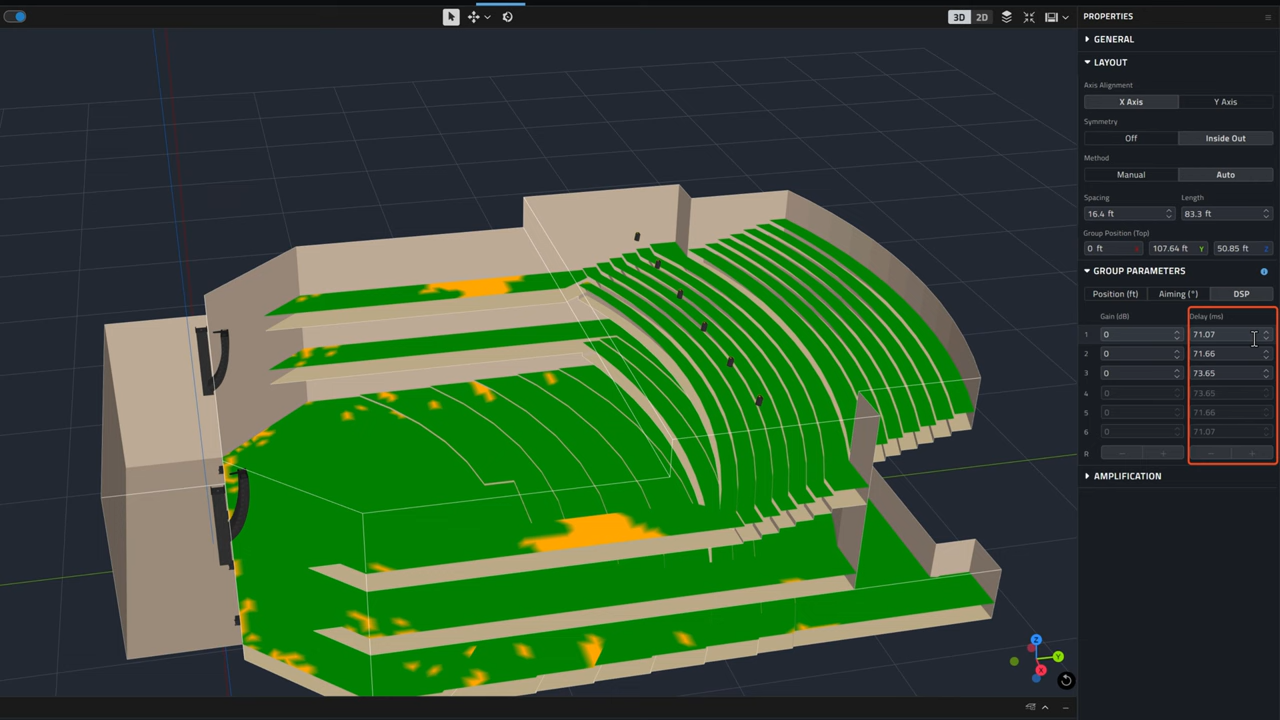 3D 2D
PROPERTIES
GENERAL
LAYOUT
Axis Alignment
X Axis Y Axis
Symmetry
Off Inside Out
Method
Manual Auto
Spacing Length
16.4 ft 83.3 ft
Group Position (Top)
0 ft X 107.64 ft Y 50.85 ft Z
GROUP PARAMETERS
Position (ft) Aiming (°) DSP
Gain (dB) Delay (ms)
1 0 71.07
2 0 71.66
3 0 73.65
4 0 73.65
5 0 71.66
6 0 71.07
R − + − +
AMPLIFICATION
Z
Y
X